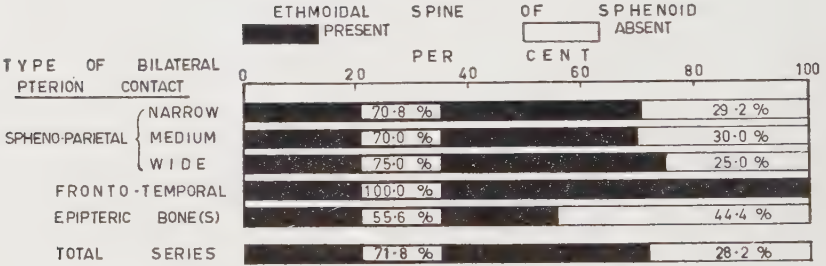 ETHMOIDAL SPINE OF SPHENOID
PRESENT ABSENT
PER CENT
TYPE OF BILATERAL
PTERION CONTACT
0 20 40 60 80 100
NARROW 70·8 % 29·2 %
SPHENO-PARIETAL MEDIUM 70·0 % 30·0 %
WIDE 75·0 % 25·0 %
FRONTO-TEMPORAL 100·0 %
EPIPTERIC BONE(S) 55·6 % 44·4 %
TOTAL SERIES 71·8 % 28·2 %